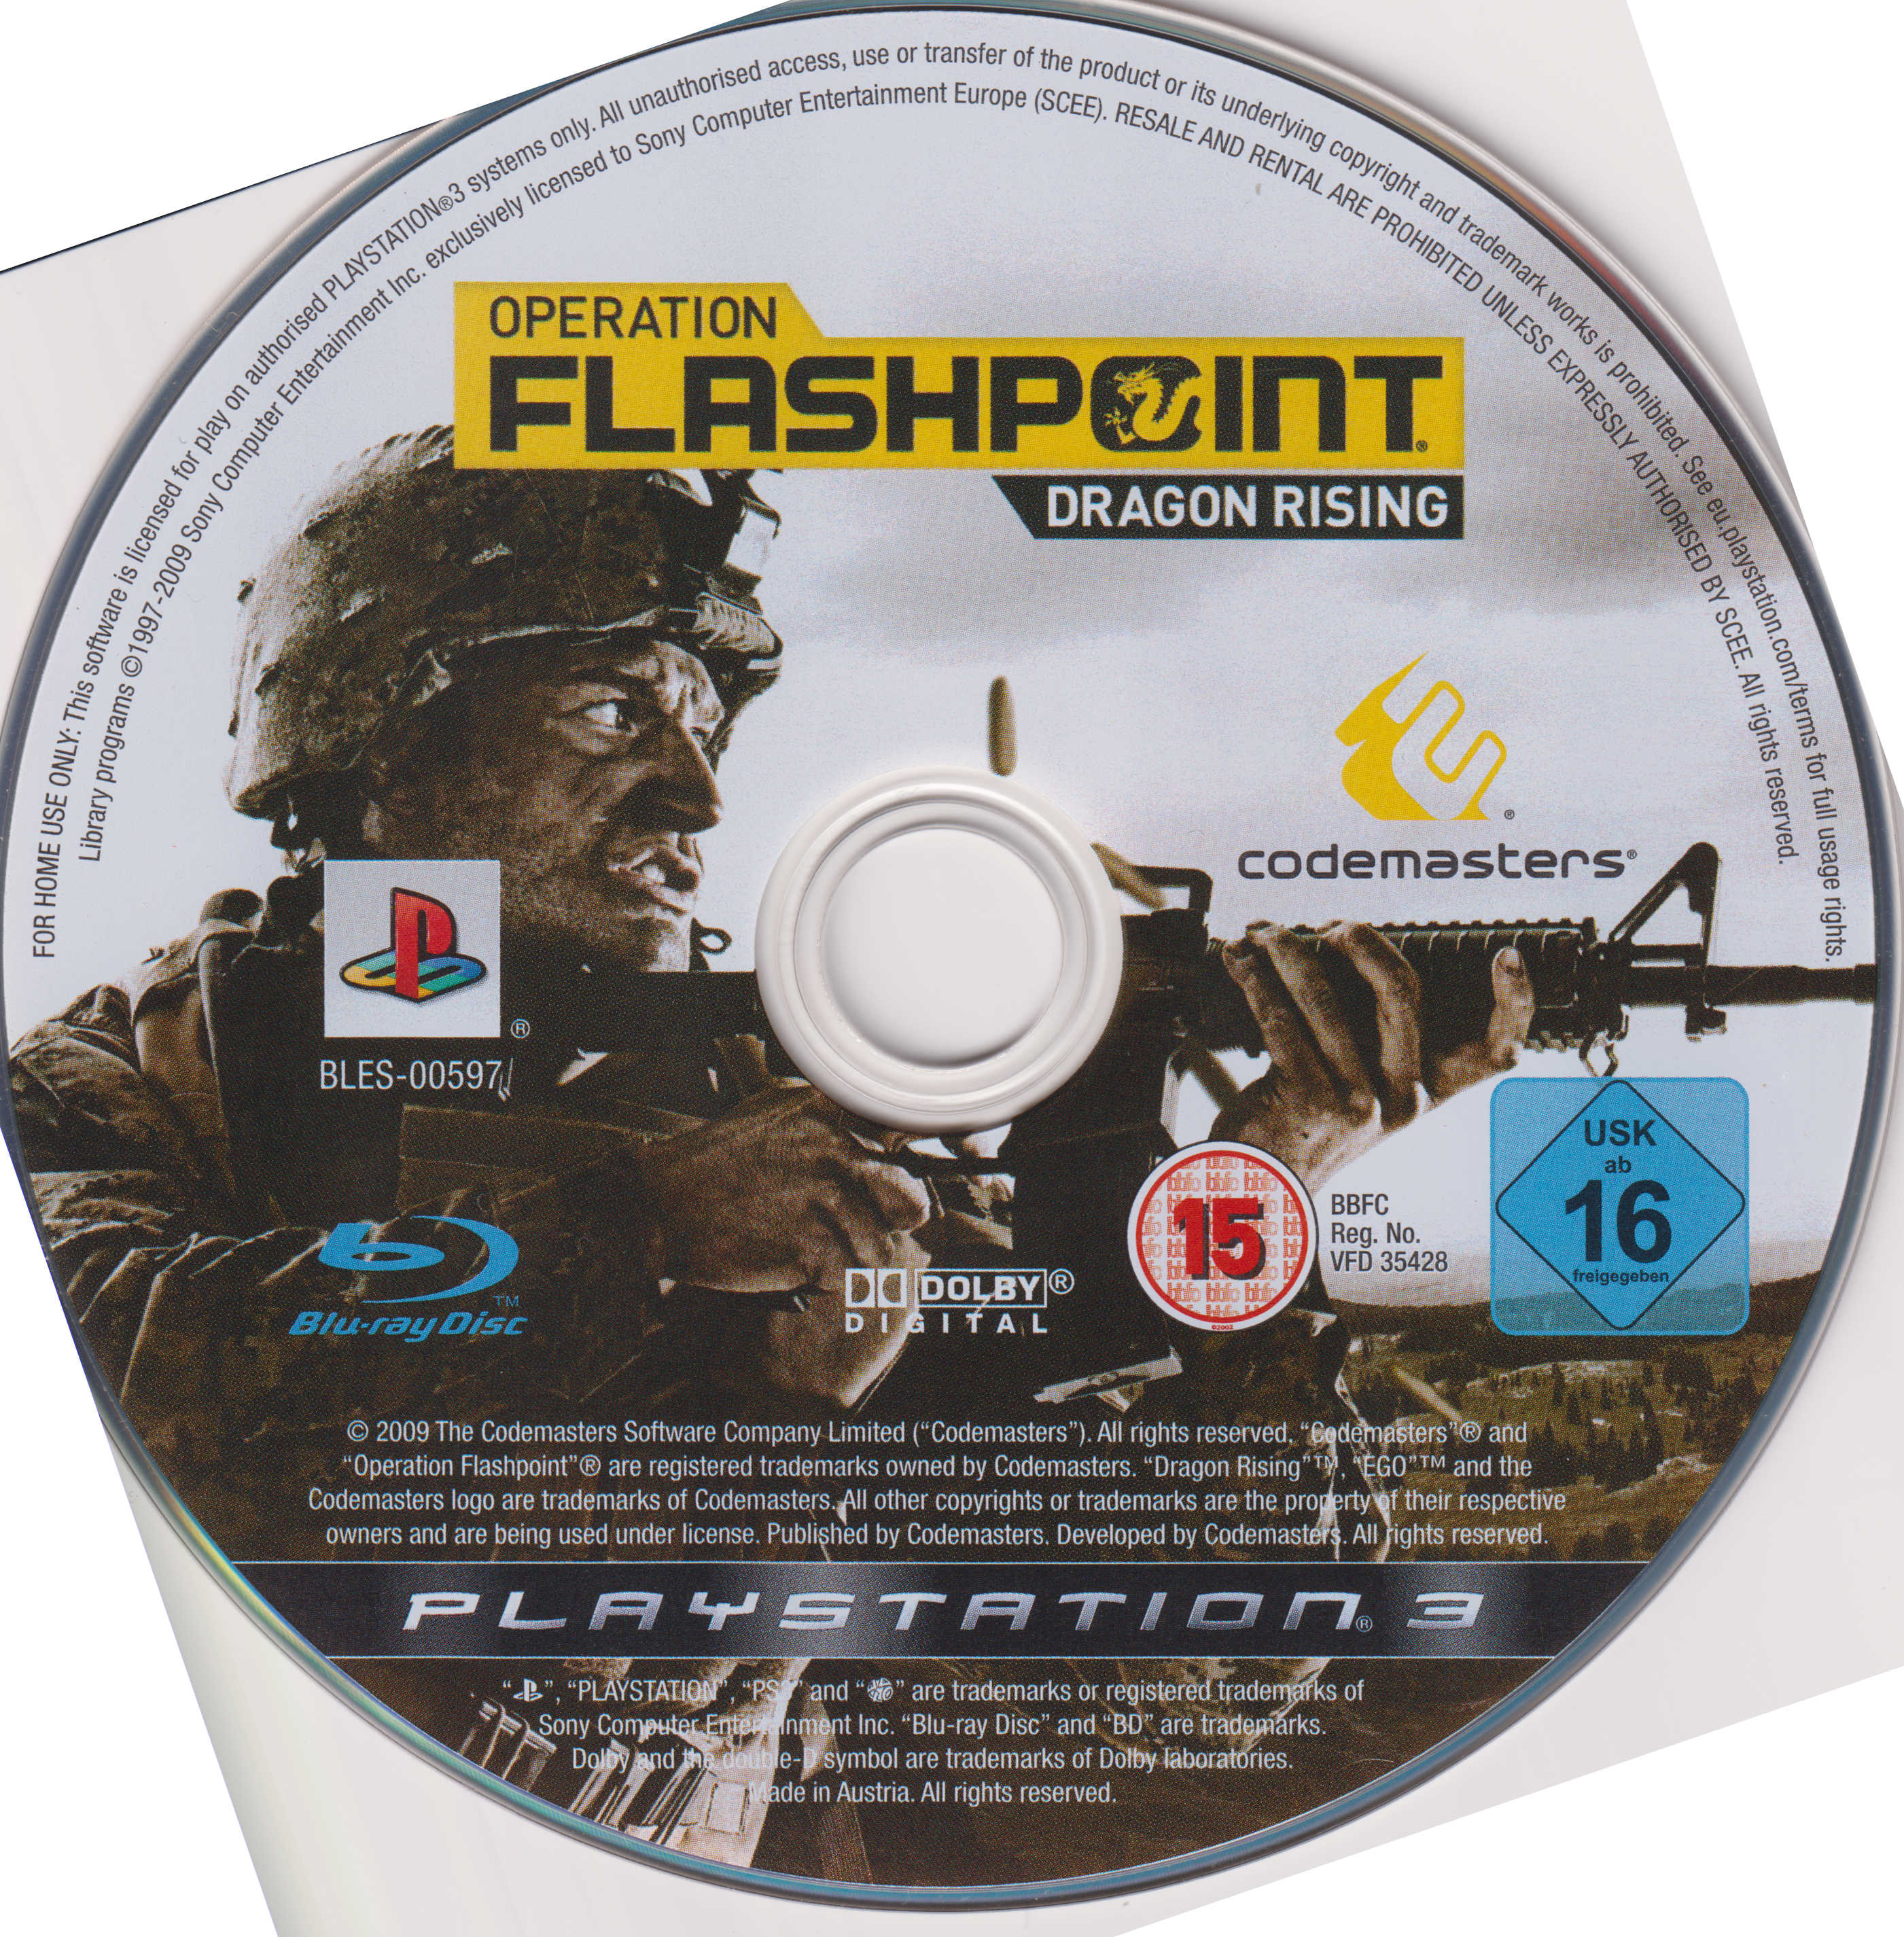 FOR HOME USE ONLY: This software is licensed for play on authorised PLAYSTATION®3 systems only. All unauthorised access, use or transfer of the product or its underlying copyright and trademark works is prohibited. See eu.playstation.com/terms for full usage rights.
Library programs ©1997-2009 Sony Computer Entertainment Inc. exclusively licensed to Sony Computer Entertainment Europe (SCEE). RESALE AND RENTAL ARE PROHIBITED UNLESS EXPRESSLY AUTHORISED BY SCEE. All rights reserved.
OPERATION
FLASHPOINT®
DRAGON RISING
codemasters®
®
BLES-00597
USK
ab
16
freigegeben
15
©2002
BBFC
Reg. No.
VFD 35428
Blu-ray Disc™
DOLBY®
DIGITAL
© 2009 The Codemasters Software Company Limited (“Codemasters”). All rights reserved. “Codemasters”® and
“Operation Flashpoint”® are registered trademarks owned by Codemasters. “Dragon Rising”™, “EGO”™ and the
Codemasters logo are trademarks of Codemasters. All other copyrights or trademarks are the property of their respective
owners and are being used under license. Published by Codemasters. Developed by Codemasters. All rights reserved.
PLAYSTATION®3
“ ”, “PLAYSTATION”, “PS3” and “ ” are trademarks or registered trademarks of
Sony Computer Entertainment Inc. “Blu-ray Disc” and “BD” are trademarks.
Dolby and the double-D symbol are trademarks of Dolby laboratories.
Made in Austria. All rights reserved.